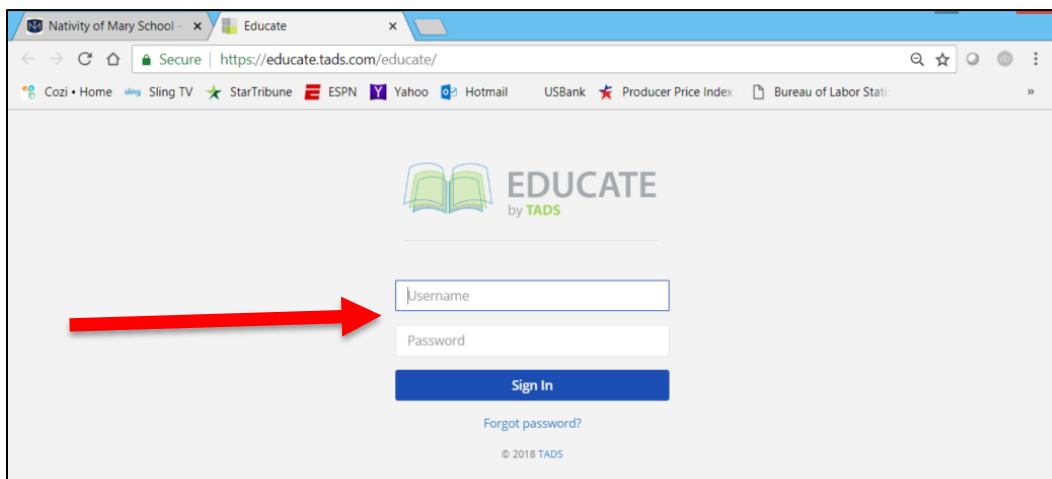 Nativity of Mary School - × Educate ×
Secure | https://educate.tads.com/educate/
Cozi • Home sling Sling TV StarTribune ESPN Y Yahoo Hotmail USBank Producer Price Index Bureau of Labor Stati »
EDUCATE
by TADS
Username
Password
Sign In
Forgot password?
© 2018 TADS